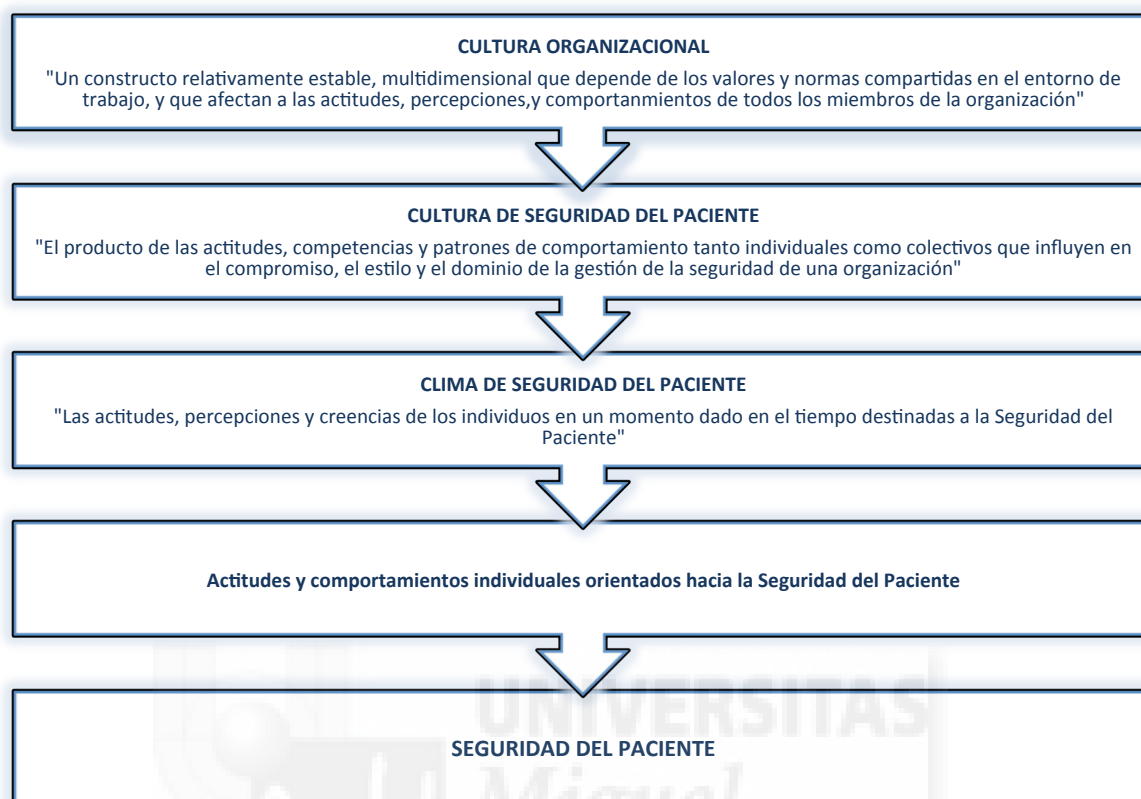 CULTURA ORGANIZACIONAL
"Un constructo relativamente estable, multidimensional que depende de los valores y normas compartidas en el entorno de
trabajo, y que afectan a las actitudes, percepciones,y comportanmientos de todos los miembros de la organización"
CULTURA DE SEGURIDAD DEL PACIENTE
"El producto de las actitudes, competencias y patrones de comportamiento tanto individuales como colectivos que influyen en
el compromiso, el estilo y el dominio de la gestión de la seguridad de una organización"
CLIMA DE SEGURIDAD DEL PACIENTE
"Las actitudes, percepciones y creencias de los individuos en un momento dado en el tiempo destinadas a la Seguridad del
Paciente"
Actitudes y comportamientos individuales orientados hacia la Seguridad del Paciente
UNIVERSITAS
SEGURIDAD DEL PACIENTE
Miguel